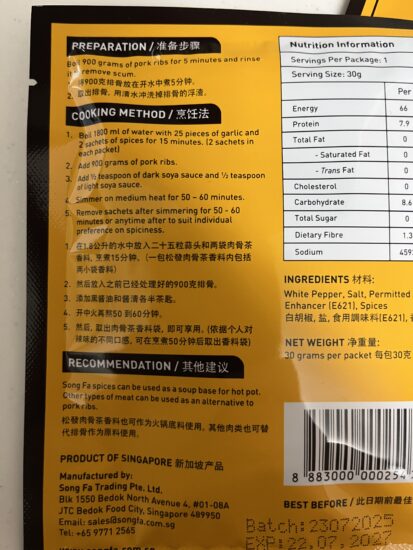 PREPARATION / 准备步骤
Boil 900 grams of pork ribs for 5 minutes and rinse
to remove scum.
1. 将900克排骨放在开水中煮5分钟。
2. 取出排骨, 用清水冲洗掉排骨的浮渣。
COOKING METHOD / 烹饪法
1. Boil 1800 ml of water with 25 pieces of garlic and
2 sachets of spices for 15 minutes. (2 sachets in
each packet)
2. Add 900 grams of pork ribs.
3. Add ½ teaspoon of dark soya sauce and ½ teaspoon
of light soya sauce.
4. Simmer on medium heat for 50 – 60 minutes.
5. Remove sachets after simmering for 50 - 60
minutes or anytime after to suit individual
preference on spiciness.
1. 在1.8公升的水中放入二十五粒蒜头和两袋肉骨茶
香料, 烹煮15分钟。(一包松發肉骨茶香料内包括
两小袋香料)
2. 然后放入之前已经处理好的900克排骨。
3. 添加黑酱油和酱清各半茶匙。
4. 开中火再熬50 到60分钟。
5. 然后, 取出肉骨茶香料袋, 即可享用。(依据个人对
辣味的不同口感, 可在烹煮50分钟后取出香料袋)
RECOMMENDATION / 其他建议
Song Fa spices can be used as a soup base for hot pot.
Other types of meat can be used as an alternative to
pork ribs.
松發肉骨茶香料也可作为火锅底料使用。其他肉类也可替
代排骨作为原料使用。
PRODUCT OF SINGAPORE 新加坡产品
Manufactured by:
Song Fa Trading Pte. Ltd.
Blk 1550 Bedok North Avenue 4, #01-08A
JTC Bedok Food City, Singapore 489950
Email: sales@songfa.com.sg
Tel: +65 9771 2565
Nutrition Information
Servings Per Package: 1
Serving Size: 30g
Per
Energy 66
Protein 7.9
Total Fat 0
- Saturated Fat 0
- Trans Fat 0
Cholesterol 0
Carbohydrate 8.6
Total Sugar 0
Dietary Fibre 1.3
Sodium 459
INGREDIENTS 材料:
White Pepper, Salt, Permitted
Enhancer (E621), Spices
白胡椒, 盐, 食用調味料(E621),
NET WEIGHT 净重量:
30 grams per packet 每包30克
8 883000 000254
BEST BEFORE / 此日期前最佳
Batch: 23072025
EXP: 22.07.2027